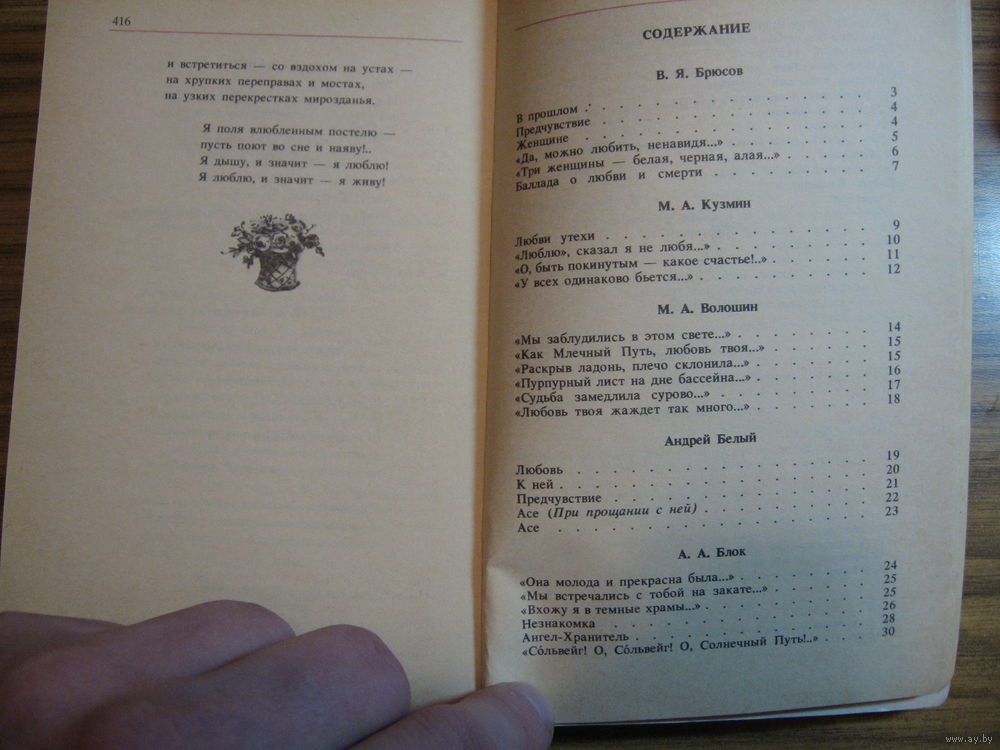 416
и встретиться — со вздохом на устах —
на хрупких переправах и мостах,
на узких перекрестках мирозданья.
Я поля влюбленным постелю —
пусть поют во сне и наяву!..
Я дышу, и значит — я люблю!
Я люблю, и значит — я живу!
СОДЕРЖАНИЕ
В. Я. Брюсов
В прошлом . . . . . . . . . . 3
Предчувствие . . . . . . . . . . 4
Женщине . . . . . . . . . . 4
«Да, можно любить, ненавидя...» . . . . . . 5
«Три женщины — белая, черная, алая...» . . . . 6
Баллада о любви и смерти . . . . . . . 7
М. А. Кузмин
Любви утехи . . . . . . . . . . 9
«Люблю», сказал я не любя...» . . . . . . 10
«О, быть покинутым — какое счастье!..» . . . . 11
«У всех одинаково бьется...» . . . . . . 12
М. А. Волошин
«Мы заблудились в этом свете...» . . . . . 14
«Как Млечный Путь, любовь твоя...» . . . . . 15
«Раскрыв ладонь, плечо склонила...» . . . . . 15
«Пурпурный лист на дне бассейна...» . . . . . 16
«Судьба замедлила сурово...» . . . . . . 17
«Любовь твоя жаждет так много...» . . . . . 18
Андрей Белый
Любовь . . . . . . . . . . 19
К ней . . . . . . . . . . 20
Предчувствие . . . . . . . . . . 21
Асе (При прощании с ней) . . . . . . . 22
Асе . . . . . . . . . . 23
А. А. Блок
«Она молода и прекрасна была...» . . . . . 24
«Мы встречались с тобой на закате...» . . . . 25
«Вхожу я в темные храмы...» . . . . . . 25
Незнакомка . . . . . . . . . . 26
Ангел-Хранитель . . . . . . . . . 28
«Со́львейг! О, Со́львейг! О, Солнечный Путь!..» . . . 30
www.ay.by